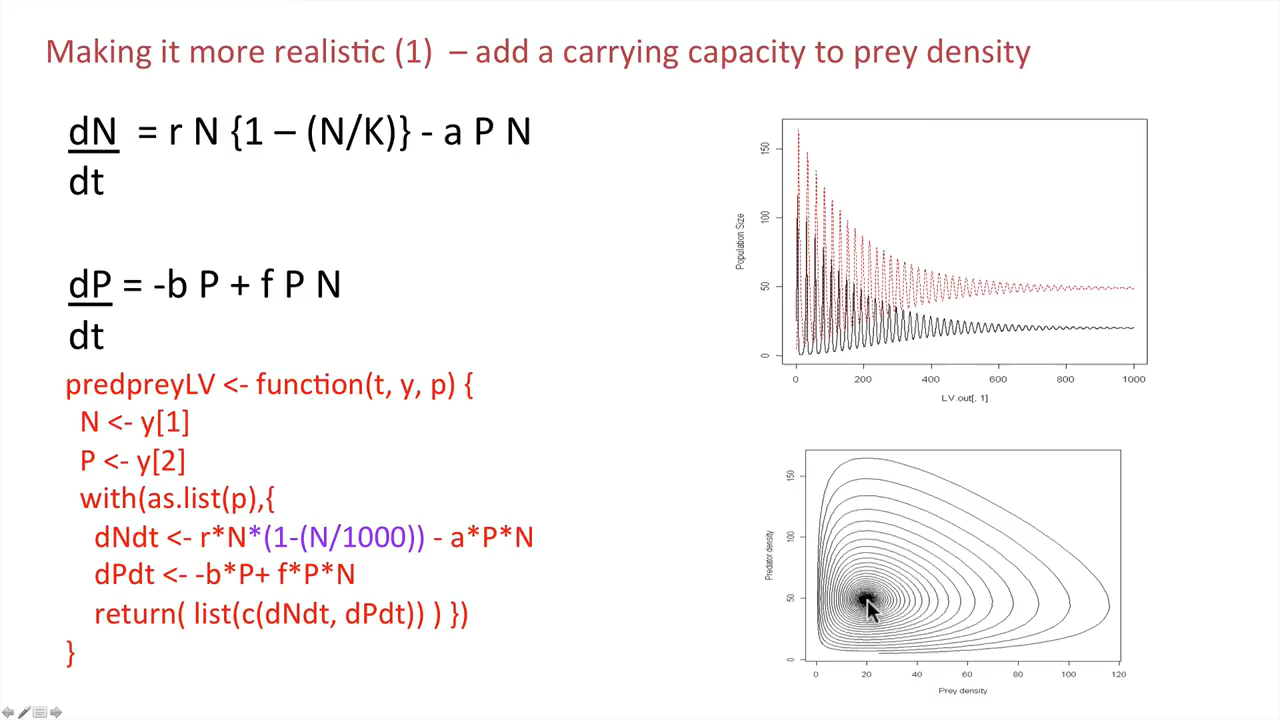 Making it more realistic (1) – add a carrying capacity to prey density
dN = r N {1 – (N/K)} - a P N
dt
dP = -b P + f P N
dt
predpreyLV <- function(t, y, p) {
N <- y[1]
P <- y[2]
with(as.list(p),{
dNdt <- r*N*(1-(N/1000)) - a*P*N
dPdt <- -b*P+ f*P*N
return( list(c(dNdt, dPdt)) ) })
}
Population Size
150
100
50
0
0 200 400 600 800 1000
LV.out[, 1]
Predator density
150
100
50
0
0 20 40 60 80 100 120
Prey density